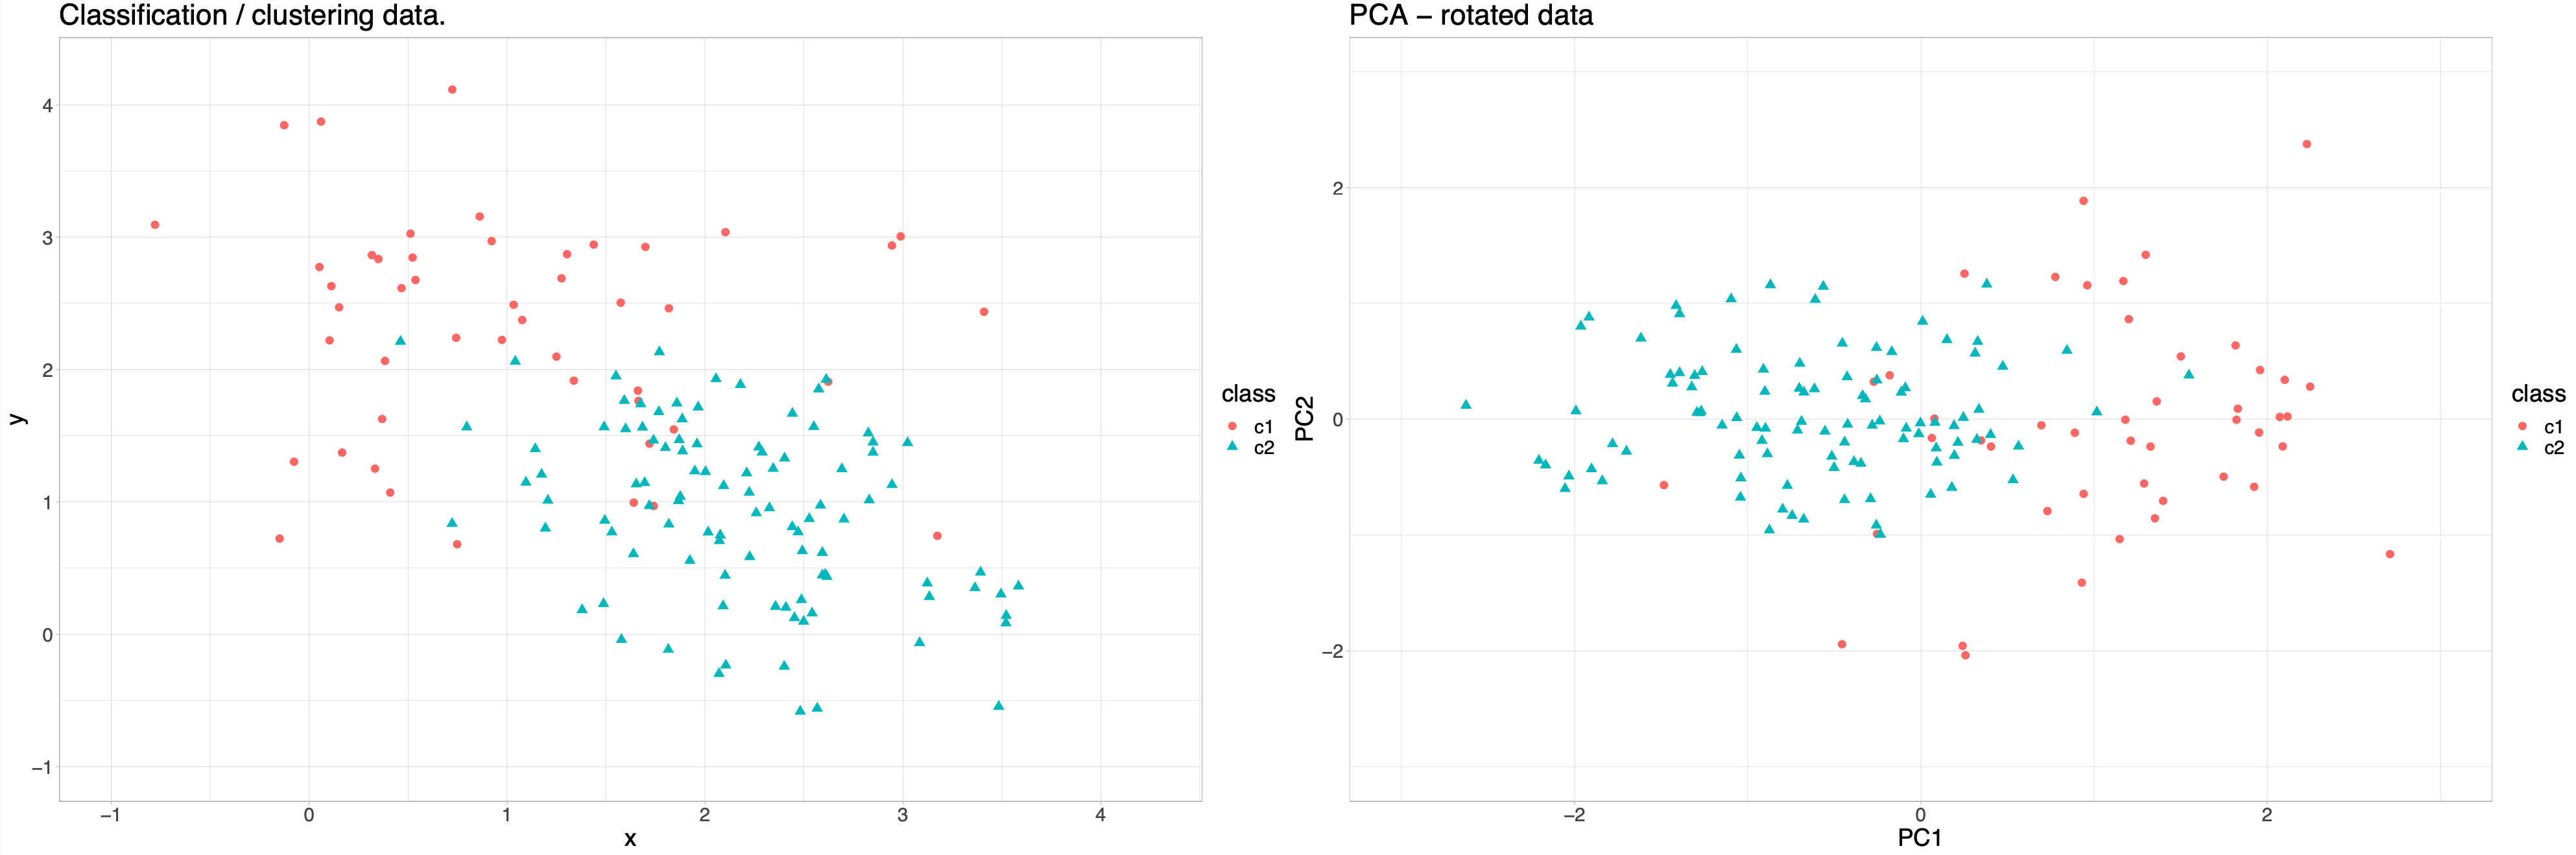 Classification / clustering data.
4
3
2
1
0
−1
y
−1
0
1
2
3
4
x
class
c1
c2
PCA − rotated data
2
0
−2
PC2
−2
0
2
PC1
class
c1
c2